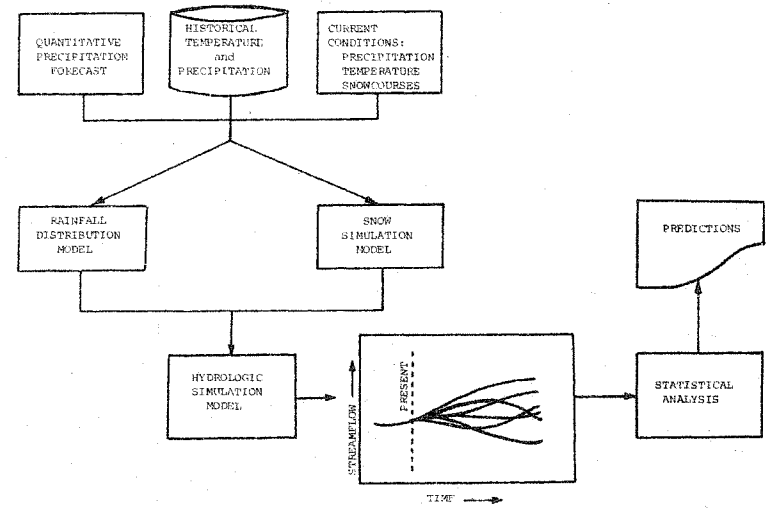 QUANTITATIVE
PRECIPITATION
FORECAST
HISTORICAL
TEMPERATURE
and
PRECIPITATION
CURRENT
CONDITIONS:
PRECIPITATION
TEMPERATURE
SNOWCOURSES
RAINFALL
DISTRIBUTION
MODEL
SNOW
SIMULATION
MODEL
PREDICTIONS
HYDROLOGIC
SIMULATION
MODEL
STREAMFLOW
PRESENT
TIME
STATISTICAL
ANALYSIS